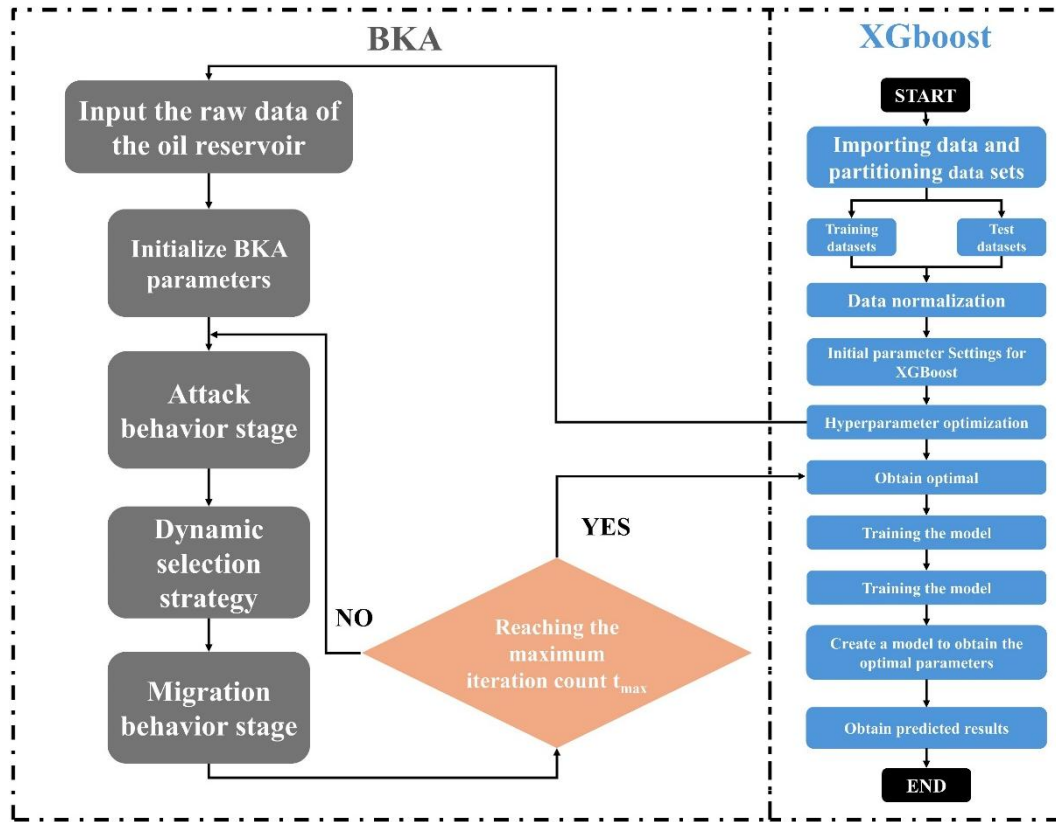 BKA
Input the raw data of
the oil reservoir
Initialize BKA
parameters
Attack
behavior stage
Dynamic
selection
strategy
Migration
behavior stage
NO
YES
Reaching the
maximum
iteration count tmax
XGboost
START
Importing data and
partitioning data sets
Training
datasets
Test
datasets
Data normalization
Initial parameter Settings for
XGBoost
Hyperparameter optimization
Obtain optimal
Training the model
Training the model
Create a model to obtain the
optimal parameters
Obtain predicted results
END